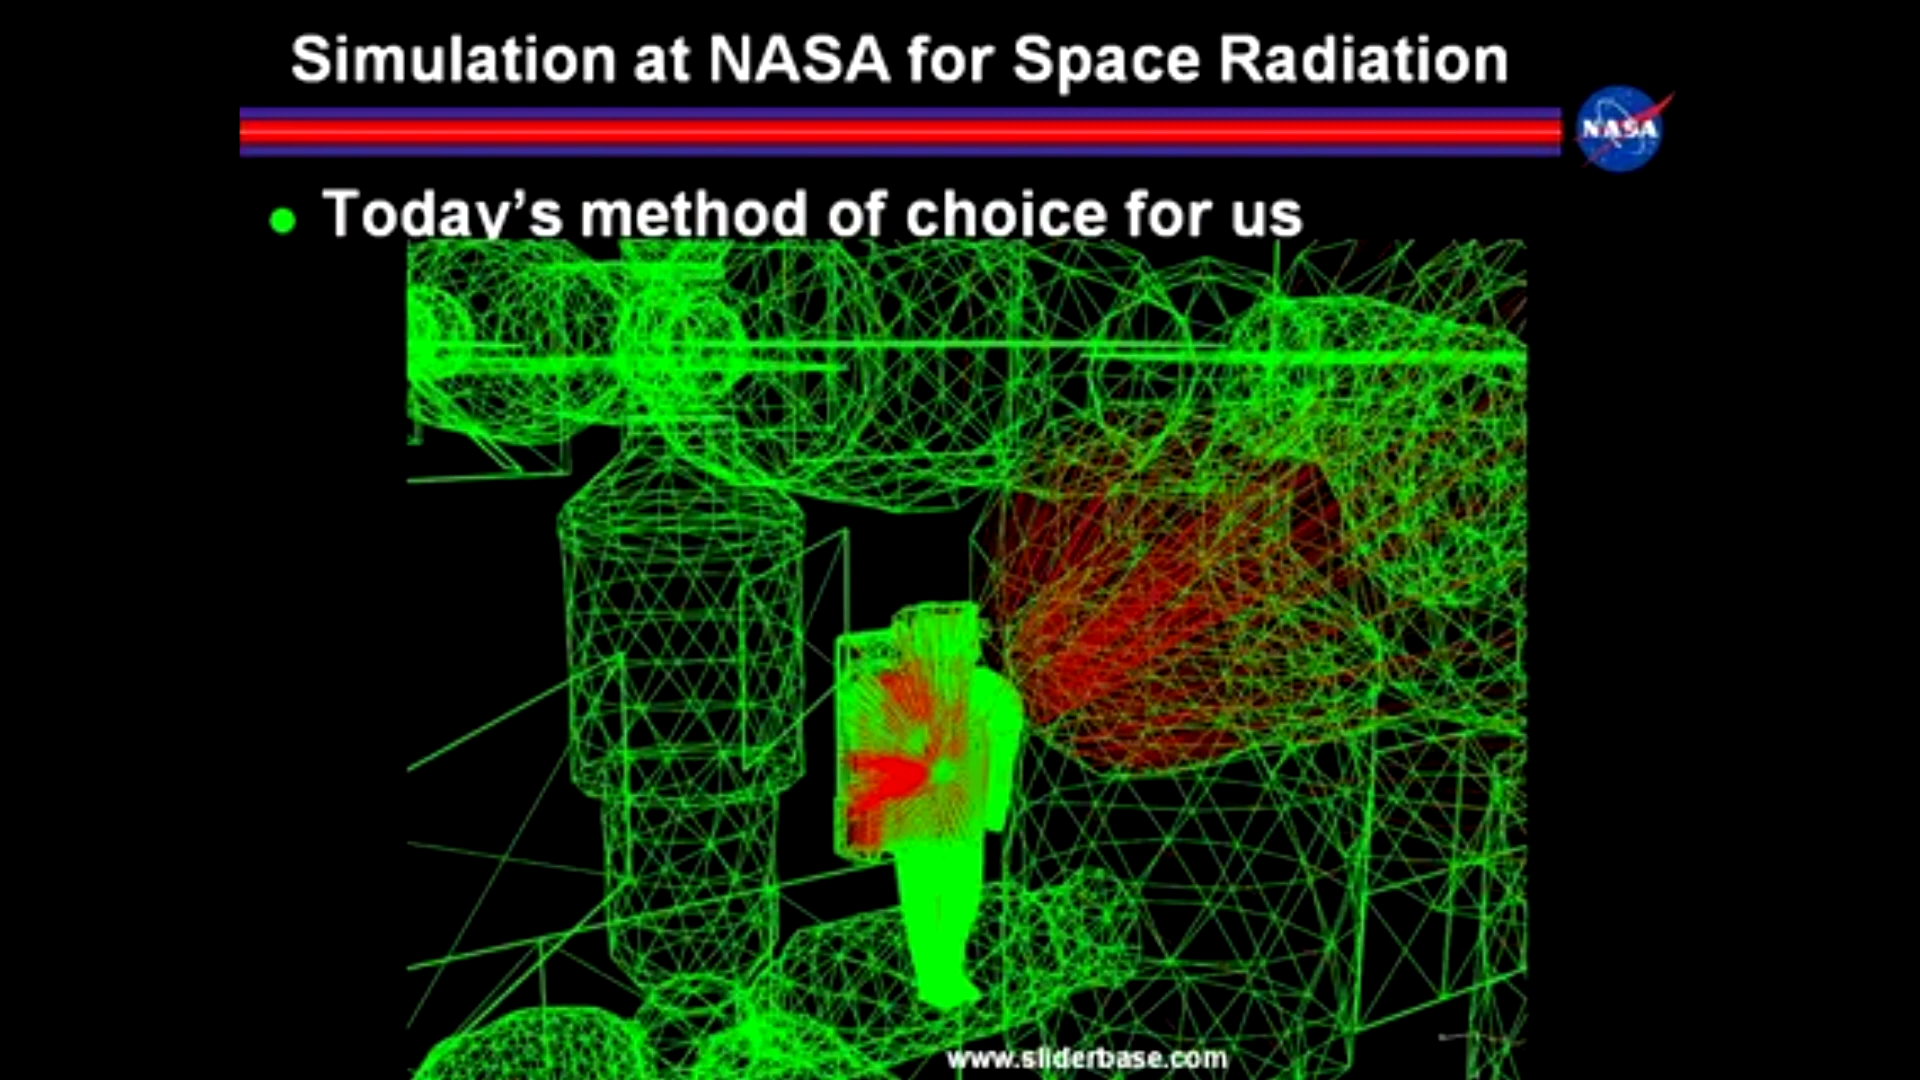 Simulation at NASA for Space Radiation
NASA
Today's method of choice for us
www.sliderbase.com